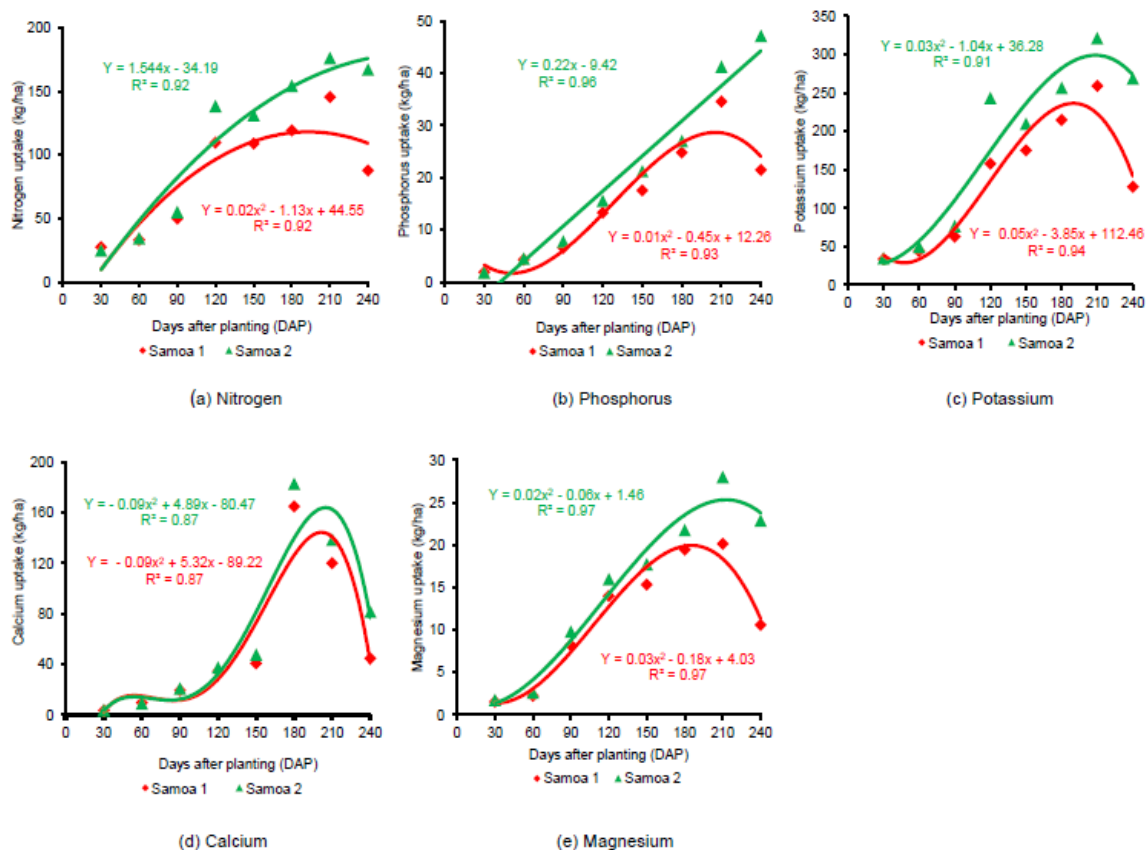 200
150
100
50
0
Nitrogen uptake (kg/ha)
Y = 1.544x - 34.19
R² = 0.92
Y = 0.02x² - 1.13x + 44.55
R² = 0.92
0 30 60 90 120 150 180 210 240
Days after planting (DAP)
Samoa 1 Samoa 2
(a) Nitrogen
50
40
30
20
10
0
Phosphorus uptake (kg/ha)
Y = 0.22x - 9.42
R² = 0.96
Y = 0.01x² - 0.45x + 12.26
R² = 0.93
0 30 60 90 120 150 180 210 240
Days after planting (DAP)
Samoa 1 Samoa 2
(b) Phosphorus
350
300
250
200
150
100
50
0
Potassium uptake (kg/ha)
Y = 0.03x² - 1.04x + 36.28
R² = 0.91
Y = 0.05x² - 3.85x + 112.46
R² = 0.94
0 30 60 90 120 150 180 210 240
Days after planting (DAP)
Samoa 1 Samoa 2
(c) Potassium
200
160
120
80
40
0
Calcium uptake (kg/ha)
Y = - 0.09x² + 4.89x - 80.47
R² = 0.87
Y = - 0.09x² + 5.32x - 89.22
R² = 0.87
0 30 60 90 120 150 180 210 240
Days after planting (DAP)
Samoa 1 Samoa 2
(d) Calcium
30
25
20
15
10
5
0
Magnesium uptake (kg/ha)
Y = 0.02x² - 0.06x + 1.46
R² = 0.97
Y = 0.03x² - 0.18x + 4.03
R² = 0.97
0 30 60 90 120 150 180 210 240
Days after planting (DAP)
Samoa 1 Samoa 2
(e) Magnesium